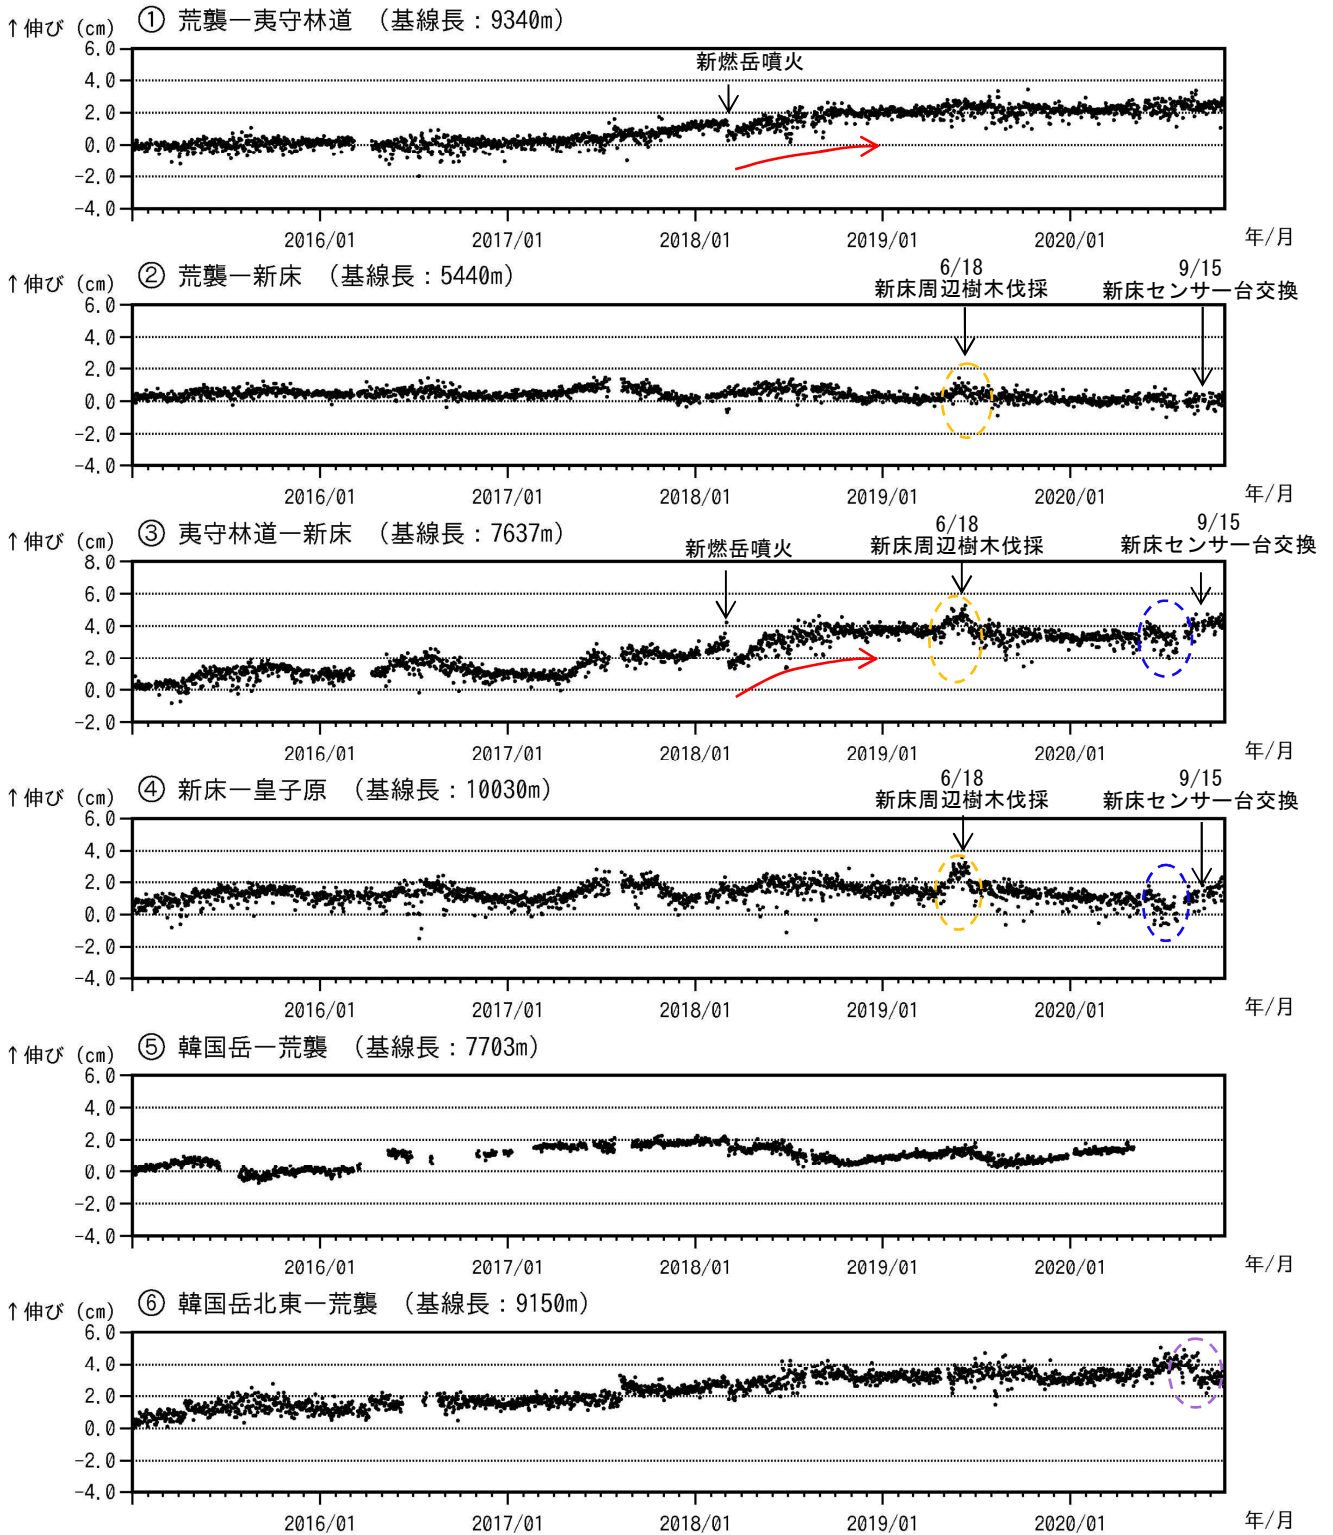 ↑伸び (cm) ① 荒襲ー夷守林道 (基線長：9340m)
新燃岳噴火
6.0
4.0
2.0
0.0
-2.0
-4.0
2016/01 2017/01 2018/01 2019/01 2020/01 年/月
↑伸び (cm) ② 荒襲ー新床 (基線長：5440m)
6/18 9/15
新床周辺樹木伐採 新床センサー台交換
6.0
4.0
2.0
0.0
-2.0
-4.0
2016/01 2017/01 2018/01 2019/01 2020/01 年/月
↑伸び (cm) ③ 夷守林道ー新床 (基線長：7637m)
6/18 9/15
新燃岳噴火 新床周辺樹木伐採 新床センサー台交換
8.0
6.0
4.0
2.0
0.0
-2.0
2016/01 2017/01 2018/01 2019/01 2020/01 年/月
↑伸び (cm) ④ 新床ー皇子原 (基線長：10030m)
6/18 9/15
新床周辺樹木伐採 新床センサー台交換
6.0
4.0
2.0
0.0
-2.0
-4.0
2016/01 2017/01 2018/01 2019/01 2020/01 年/月
↑伸び (cm) ⑤ 韓国岳ー荒襲 (基線長：7703m)
6.0
4.0
2.0
0.0
-2.0
-4.0
2016/01 2017/01 2018/01 2019/01 2020/01 年/月
↑伸び (cm) ⑥ 韓国岳北東ー荒襲 (基線長：9150m)
6.0
4.0
2.0
0.0
-2.0
-4.0
2016/01 2017/01 2018/01 2019/01 2020/01 年/月